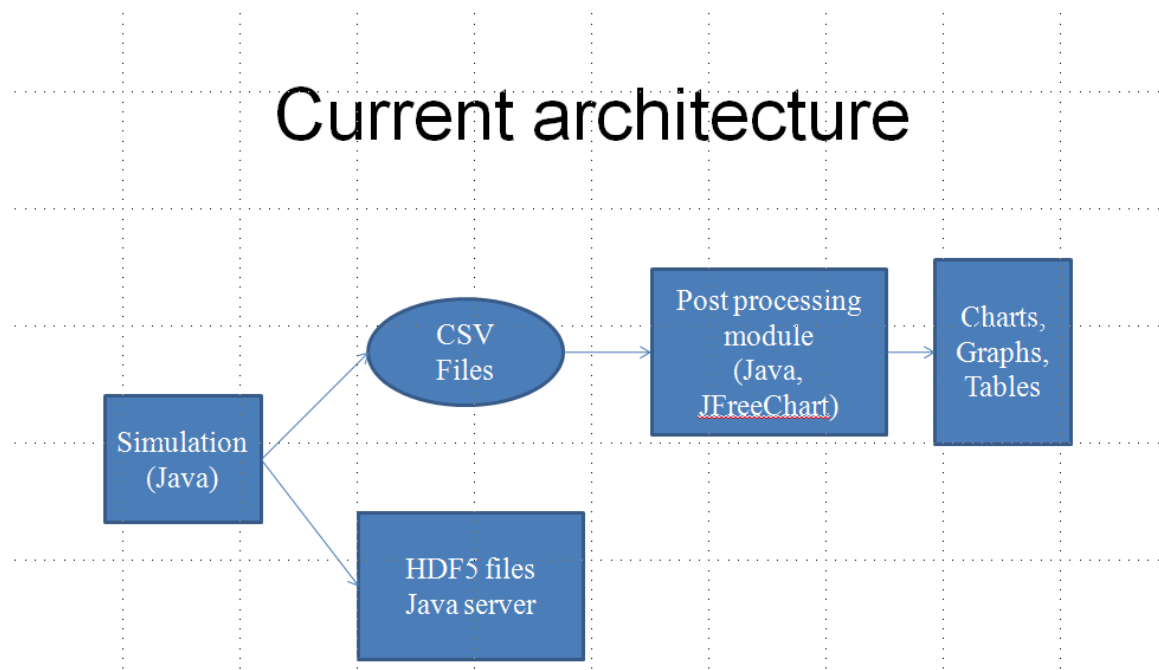 Current architecture
CSV
Files
Post processing
module
(Java,
JFreeChart)
Charts,
Graphs,
Tables
Simulation
(Java)
HDF5 files
Java server